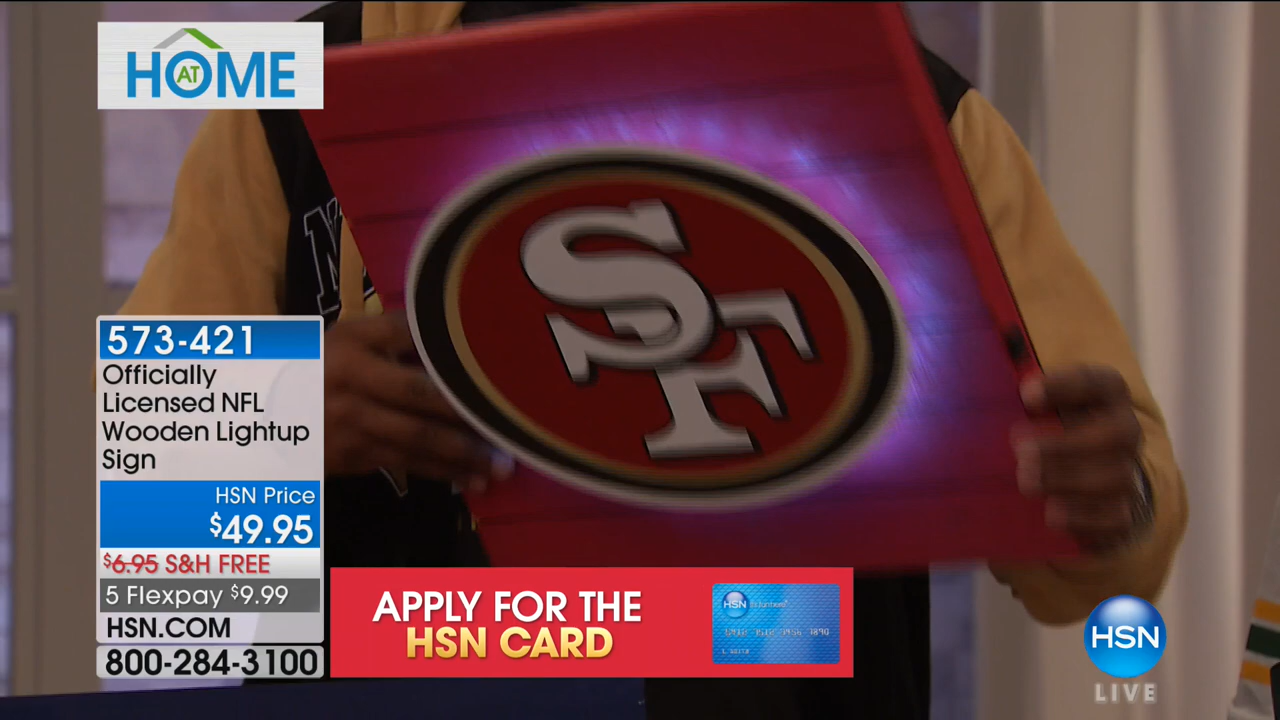 AT
HOME
573-421
Officially
Licensed NFL
Wooden Lightup
Sign
HSN Price
$49.95
$6.95 S&H FREE
5 Flexpay $9.99
HSN.COM
800-284-3100
SF
APPLY FOR THE
HSN CARD
HSN
HSN
LIVE